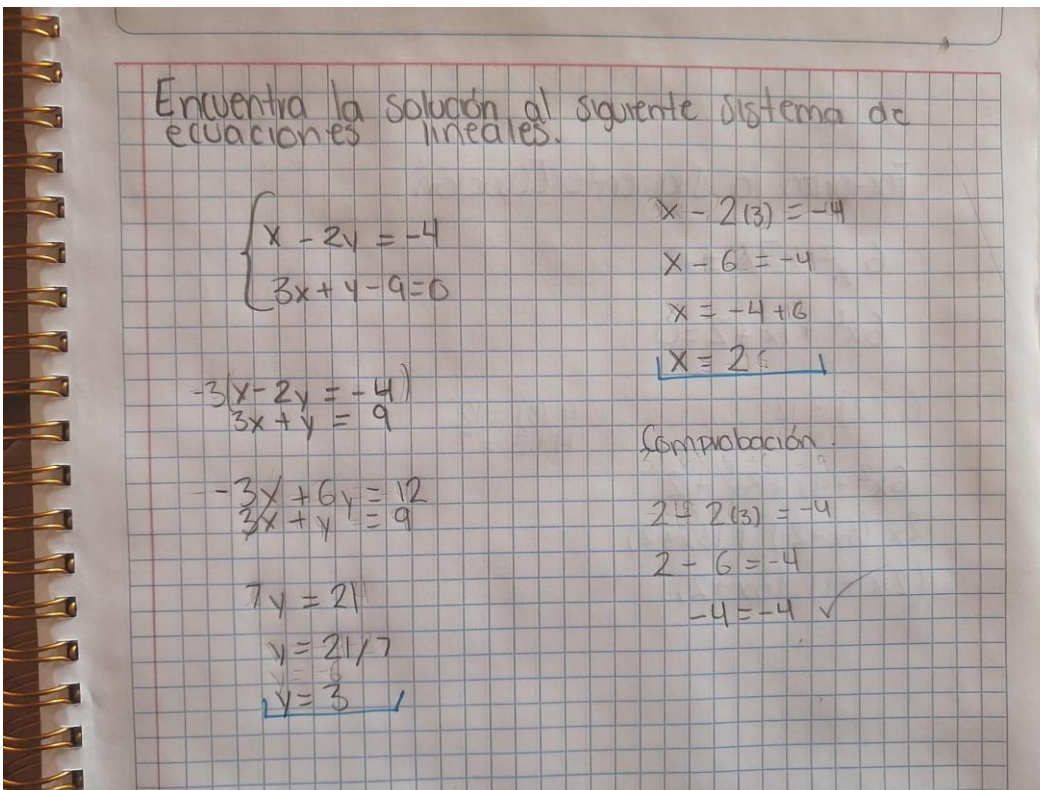 Encuentra la solución al siguiente sistema de
ecuaciones lineales.
x - 2y = -4
3x + y - 9 = 0
-3(x - 2y = -4)
3x + y = 9
-3x + 6y = 12
3x + y = 9
7y = 21
y = 21/7
y = 3
x - 2(3) = -4
x - 6 = -4
x = -4 + 6
x = 2
Comprobación.
2 - 2(3) = -4
2 - 6 = -4
-4 = -4 ✓